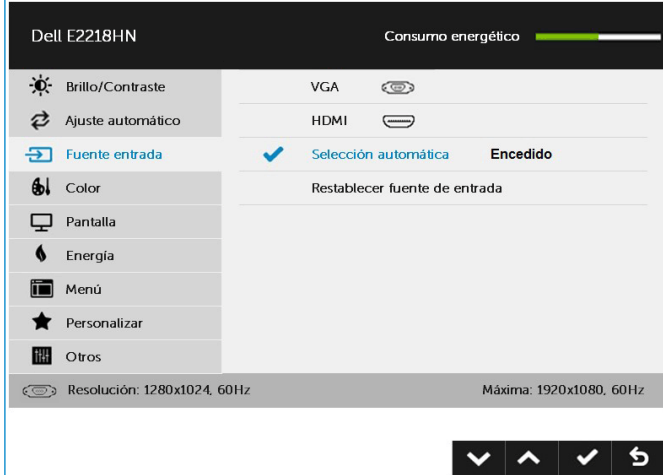 Dell E2218HN
Consumo energético
Brillo/Contraste
VGA
Ajuste automático
HDMI
Fuente entrada
Selección automática Encedido
Color
Restablecer fuente de entrada
Pantalla
Energía
Menú
Personalizar
Otros
Resolución: 1280x1024, 60Hz
Máxima: 1920x1080, 60Hz